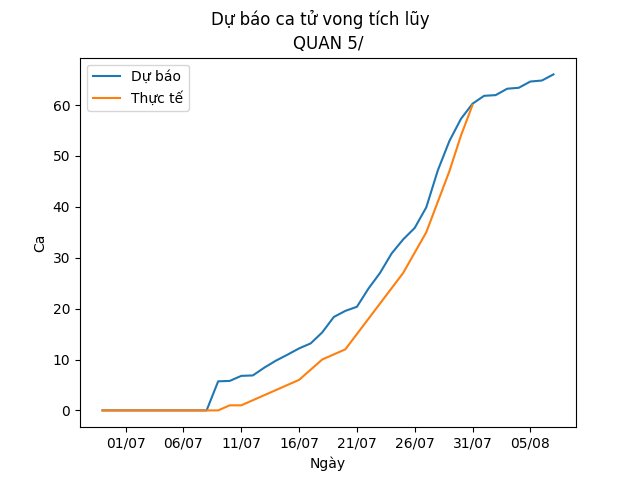 Dự báo ca tử vong tích lũy
QUAN 5/
Dự báo
Thực tế
Ca
60
50
40
30
20
10
0
01/07 06/07 11/07 16/07 21/07 26/07 31/07 05/08
Ngày